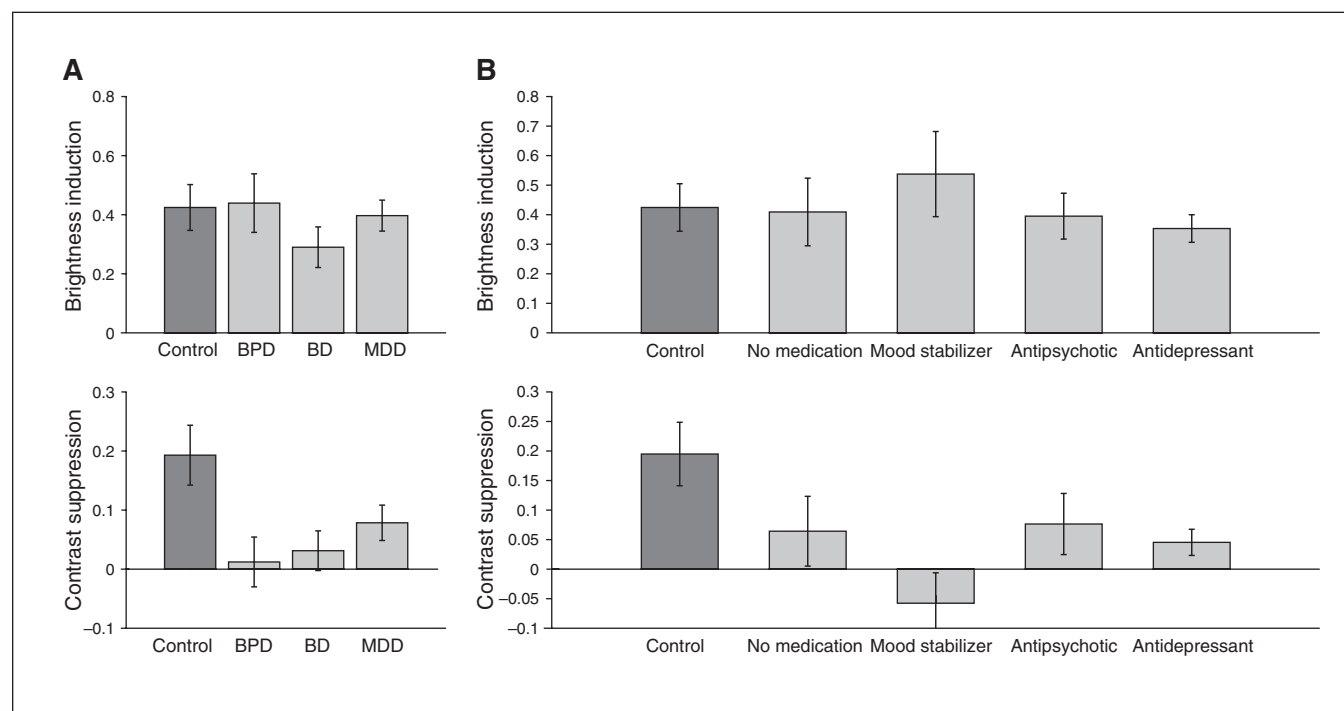 A
Brightness induction
0.8
0.6
0.4
0.2
0
Control BPD BD MDD
Contrast suppression
0.3
0.2
0.1
0
–0.1
Control BPD BD MDD
B
Brightness induction
0.8
0.7
0.6
0.5
0.4
0.3
0.2
0.1
0
Control No medication Mood stabilizer Antipsychotic Antidepressant
Contrast suppression
0.3
0.25
0.2
0.15
0.1
0.05
0
–0.05
–0.1
Control No medication Mood stabilizer Antipsychotic Antidepressant